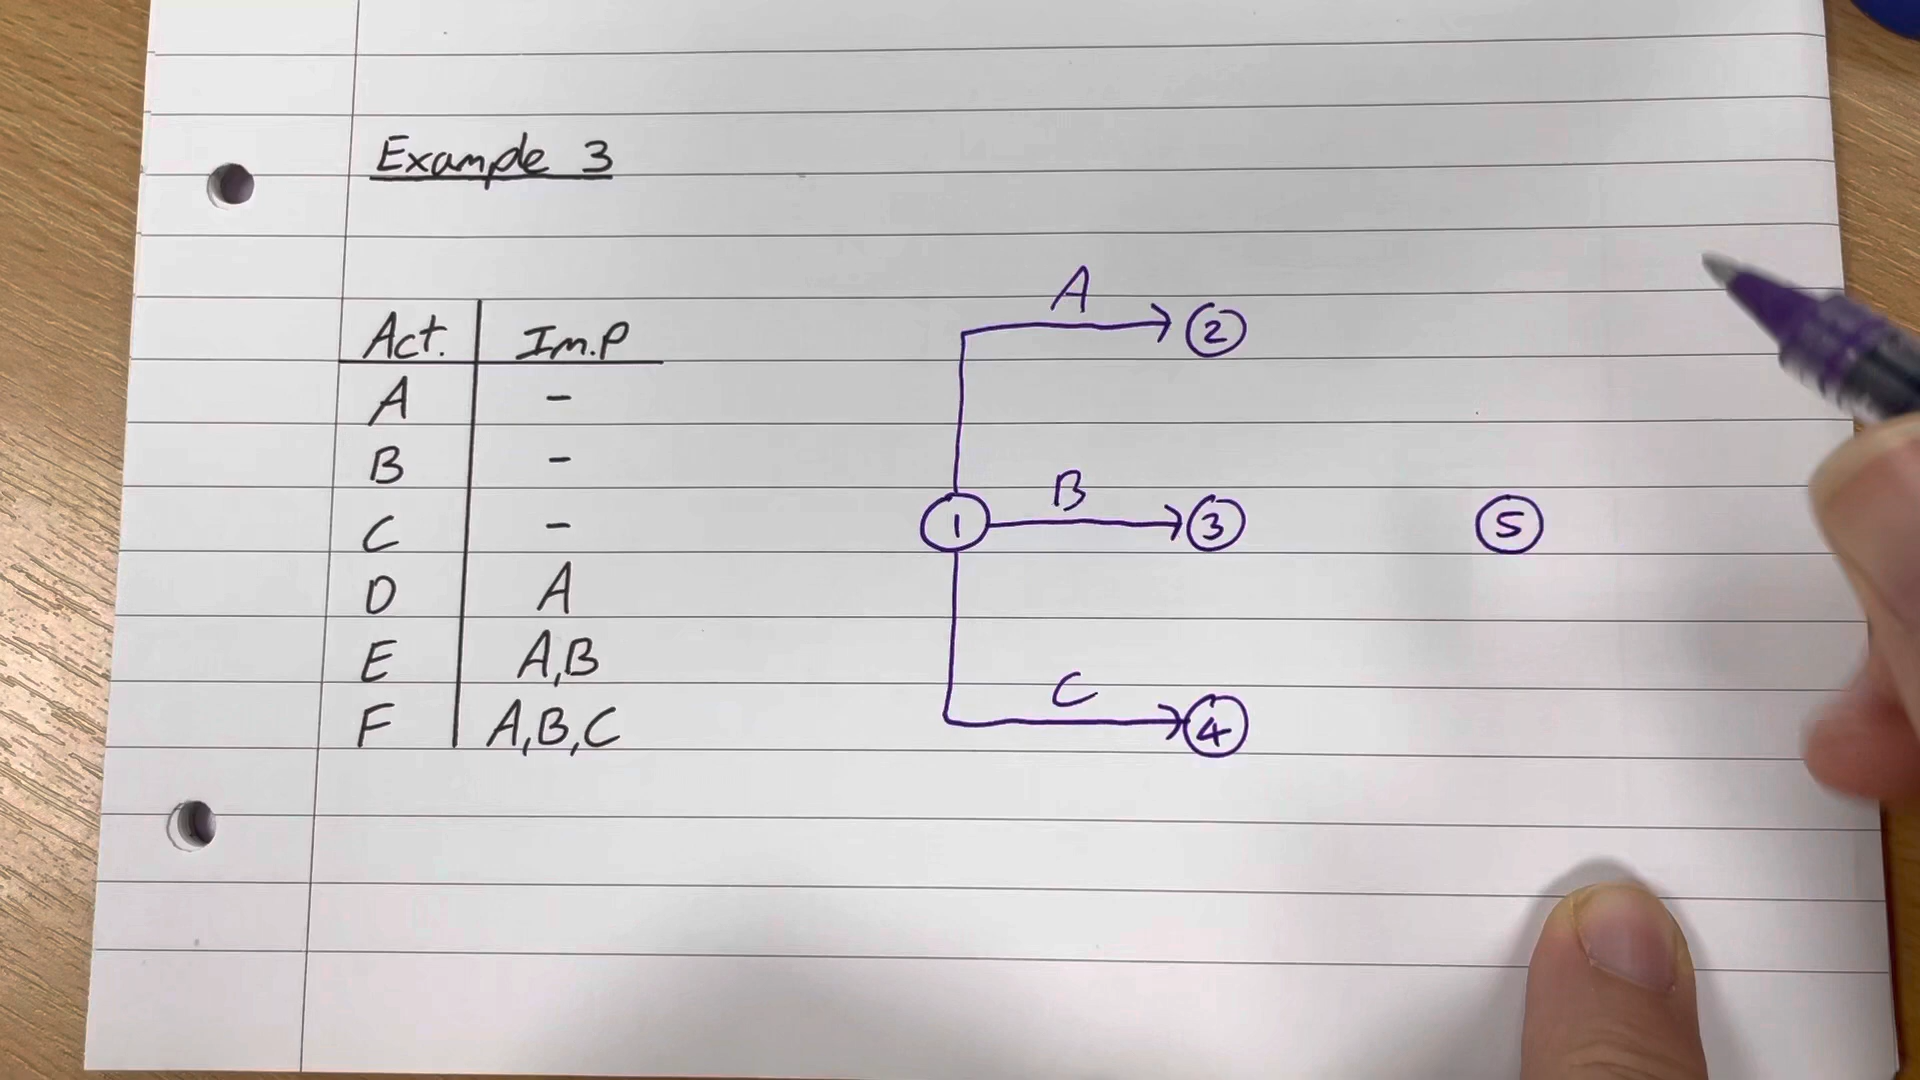 Example 3
Act. Im.P
A -
B -
C -
D A
E A,B
F A,B,C
A
2
B
1 3 5
C
4